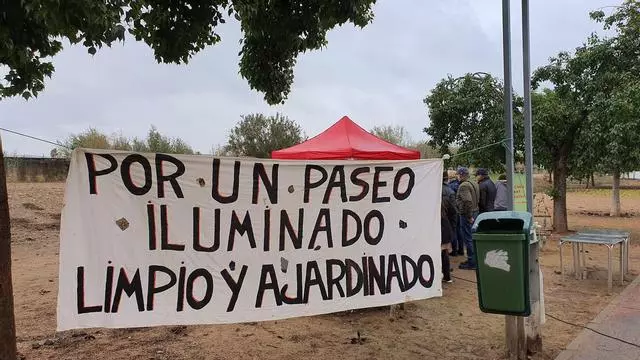 POR UN PASEO
ILUMINADO
LIMPIO Y AJARDINADO